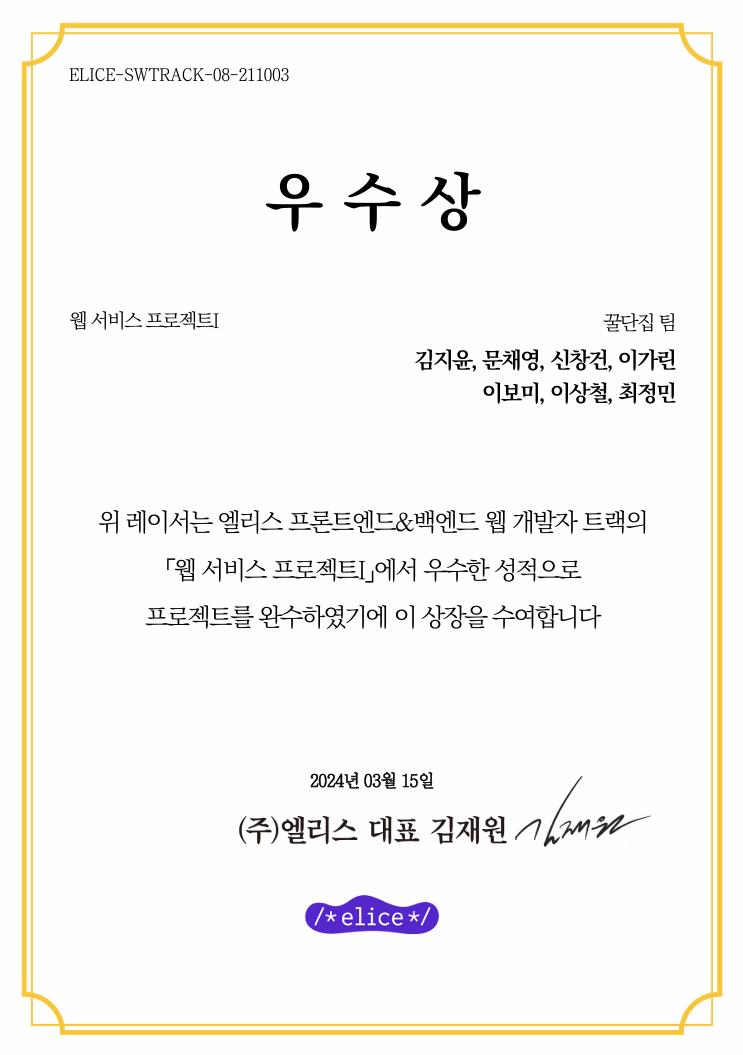 ELICE-SWTRACK-08-211003
우 수 상
웹 서비스 프로젝트I
꿀단집 팀
김지윤, 문채영, 신창건, 이가린
이보미, 이상철, 최정민
위 레이서는 엘리스 프론트엔드&백엔드 웹 개발자 트랙의
「웹 서비스 프로젝트I」에서 우수한 성적으로
프로젝트를 완수하였기에 이 상장을 수여합니다
2024년 03월 15일
(주)엘리스 대표 김재원 김재원
/*elice*/